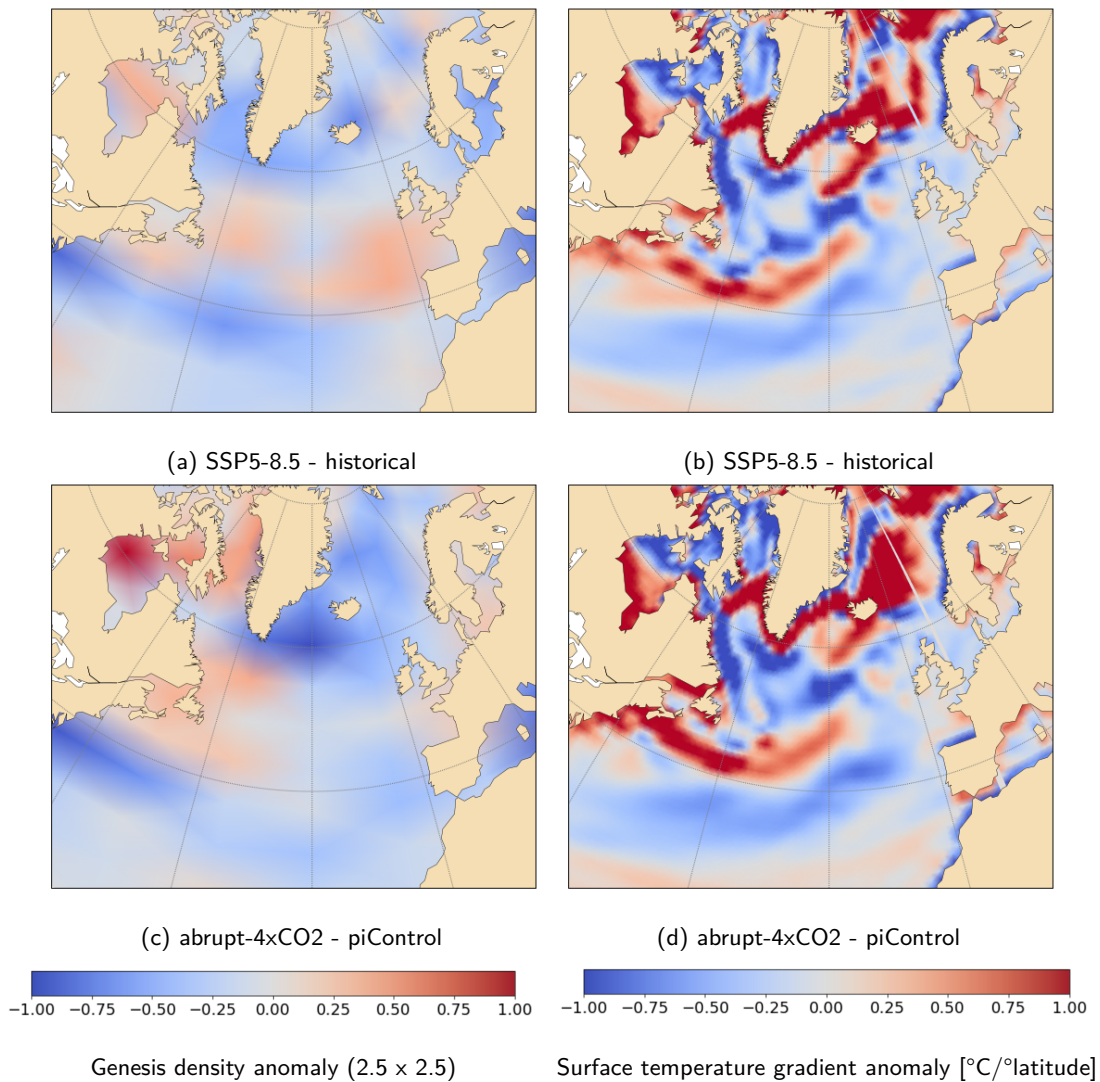 (a) SSP5-8.5 - historical
(b) SSP5-8.5 - historical
(c) abrupt-4xCO2 - piControl
(d) abrupt-4xCO2 - piControl
−1.00 −0.75 −0.50 −0.25 0.00 0.25 0.50 0.75 1.00
−1.00 −0.75 −0.50 −0.25 0.00 0.25 0.50 0.75 1.00
Genesis density anomaly (2.5 x 2.5)
Surface temperature gradient anomaly [°C/°latitude]